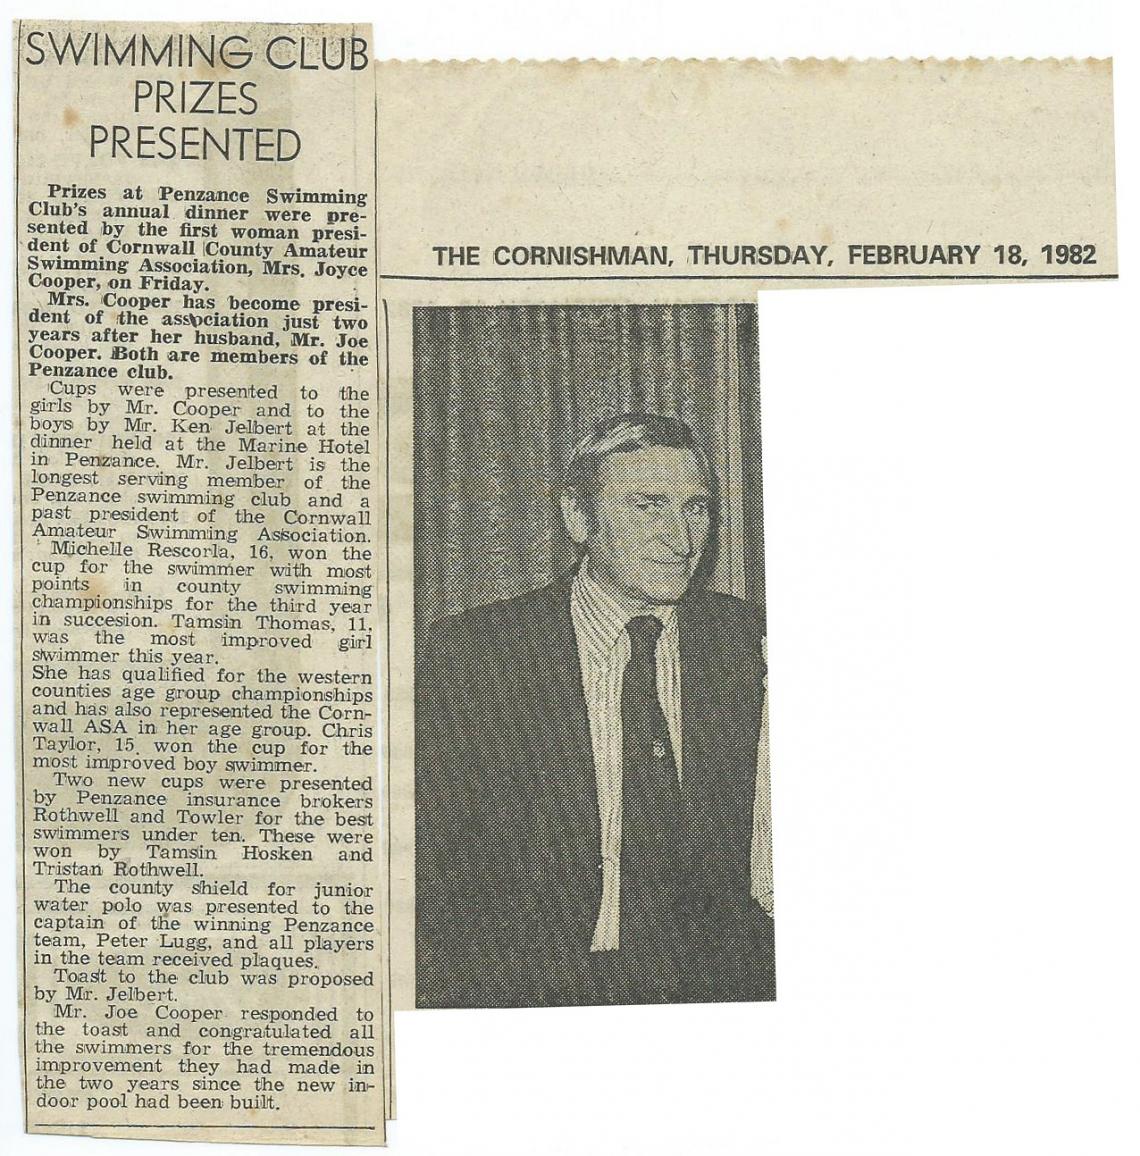 SWIMMING CLUB
PRIZES
PRESENTED
Prizes at Penzance Swimming
Club's annual dinner were pre-
sented by the first woman presi-
dent of Cornwall County Amateur
Swimming Association, Mrs. Joyce
Cooper, on Friday.
Mrs. Cooper has become presi-
dent of the association just two
years after her husband, Mr. Joe
Cooper. Both are members of the
Penzance club.
Cups were presented to the
girls by Mr. Cooper and to the
boys by Mr. Ken Jelbert at the
dinner held at the Marine Hotel
in Penzance. Mr. Jelbert is the
longest serving member of the
Penzance swimming club and a
past president of the Cornwall
Amateur Swimming Association.
Michelle Rescorla, 16, won the
cup for the swimmer with most
points in county swimming
championships for the third year
in succesion. Tamsin Thomas, 11,
was the most improved girl
swimmer this year.
She has qualified for the western
counties age group championships
and has also represented the Corn-
wall ASA in her age group. Chris
Taylor, 15, won the cup for the
most improved boy swimmer.
Two new cups were presented
by Penzance insurance brokers
Rothwell and Towler for the best
swimmers under ten. These were
won by Tamsin Hosken and
Tristan Rothwell.
The county shield for junior
water polo was presented to the
captain of the winning Penzance
team, Peter Lugg, and all players
in the team received plaques.
Toast to the club was proposed
by Mr. Jelbert.
Mr. Joe Cooper responded to
the toast and congratulated all
the swimmers for the tremendous
improvement they had made in
the two years since the new in-
door pool had been built.
THE CORNISHMAN, THURSDAY, FEBRUARY 18, 1982